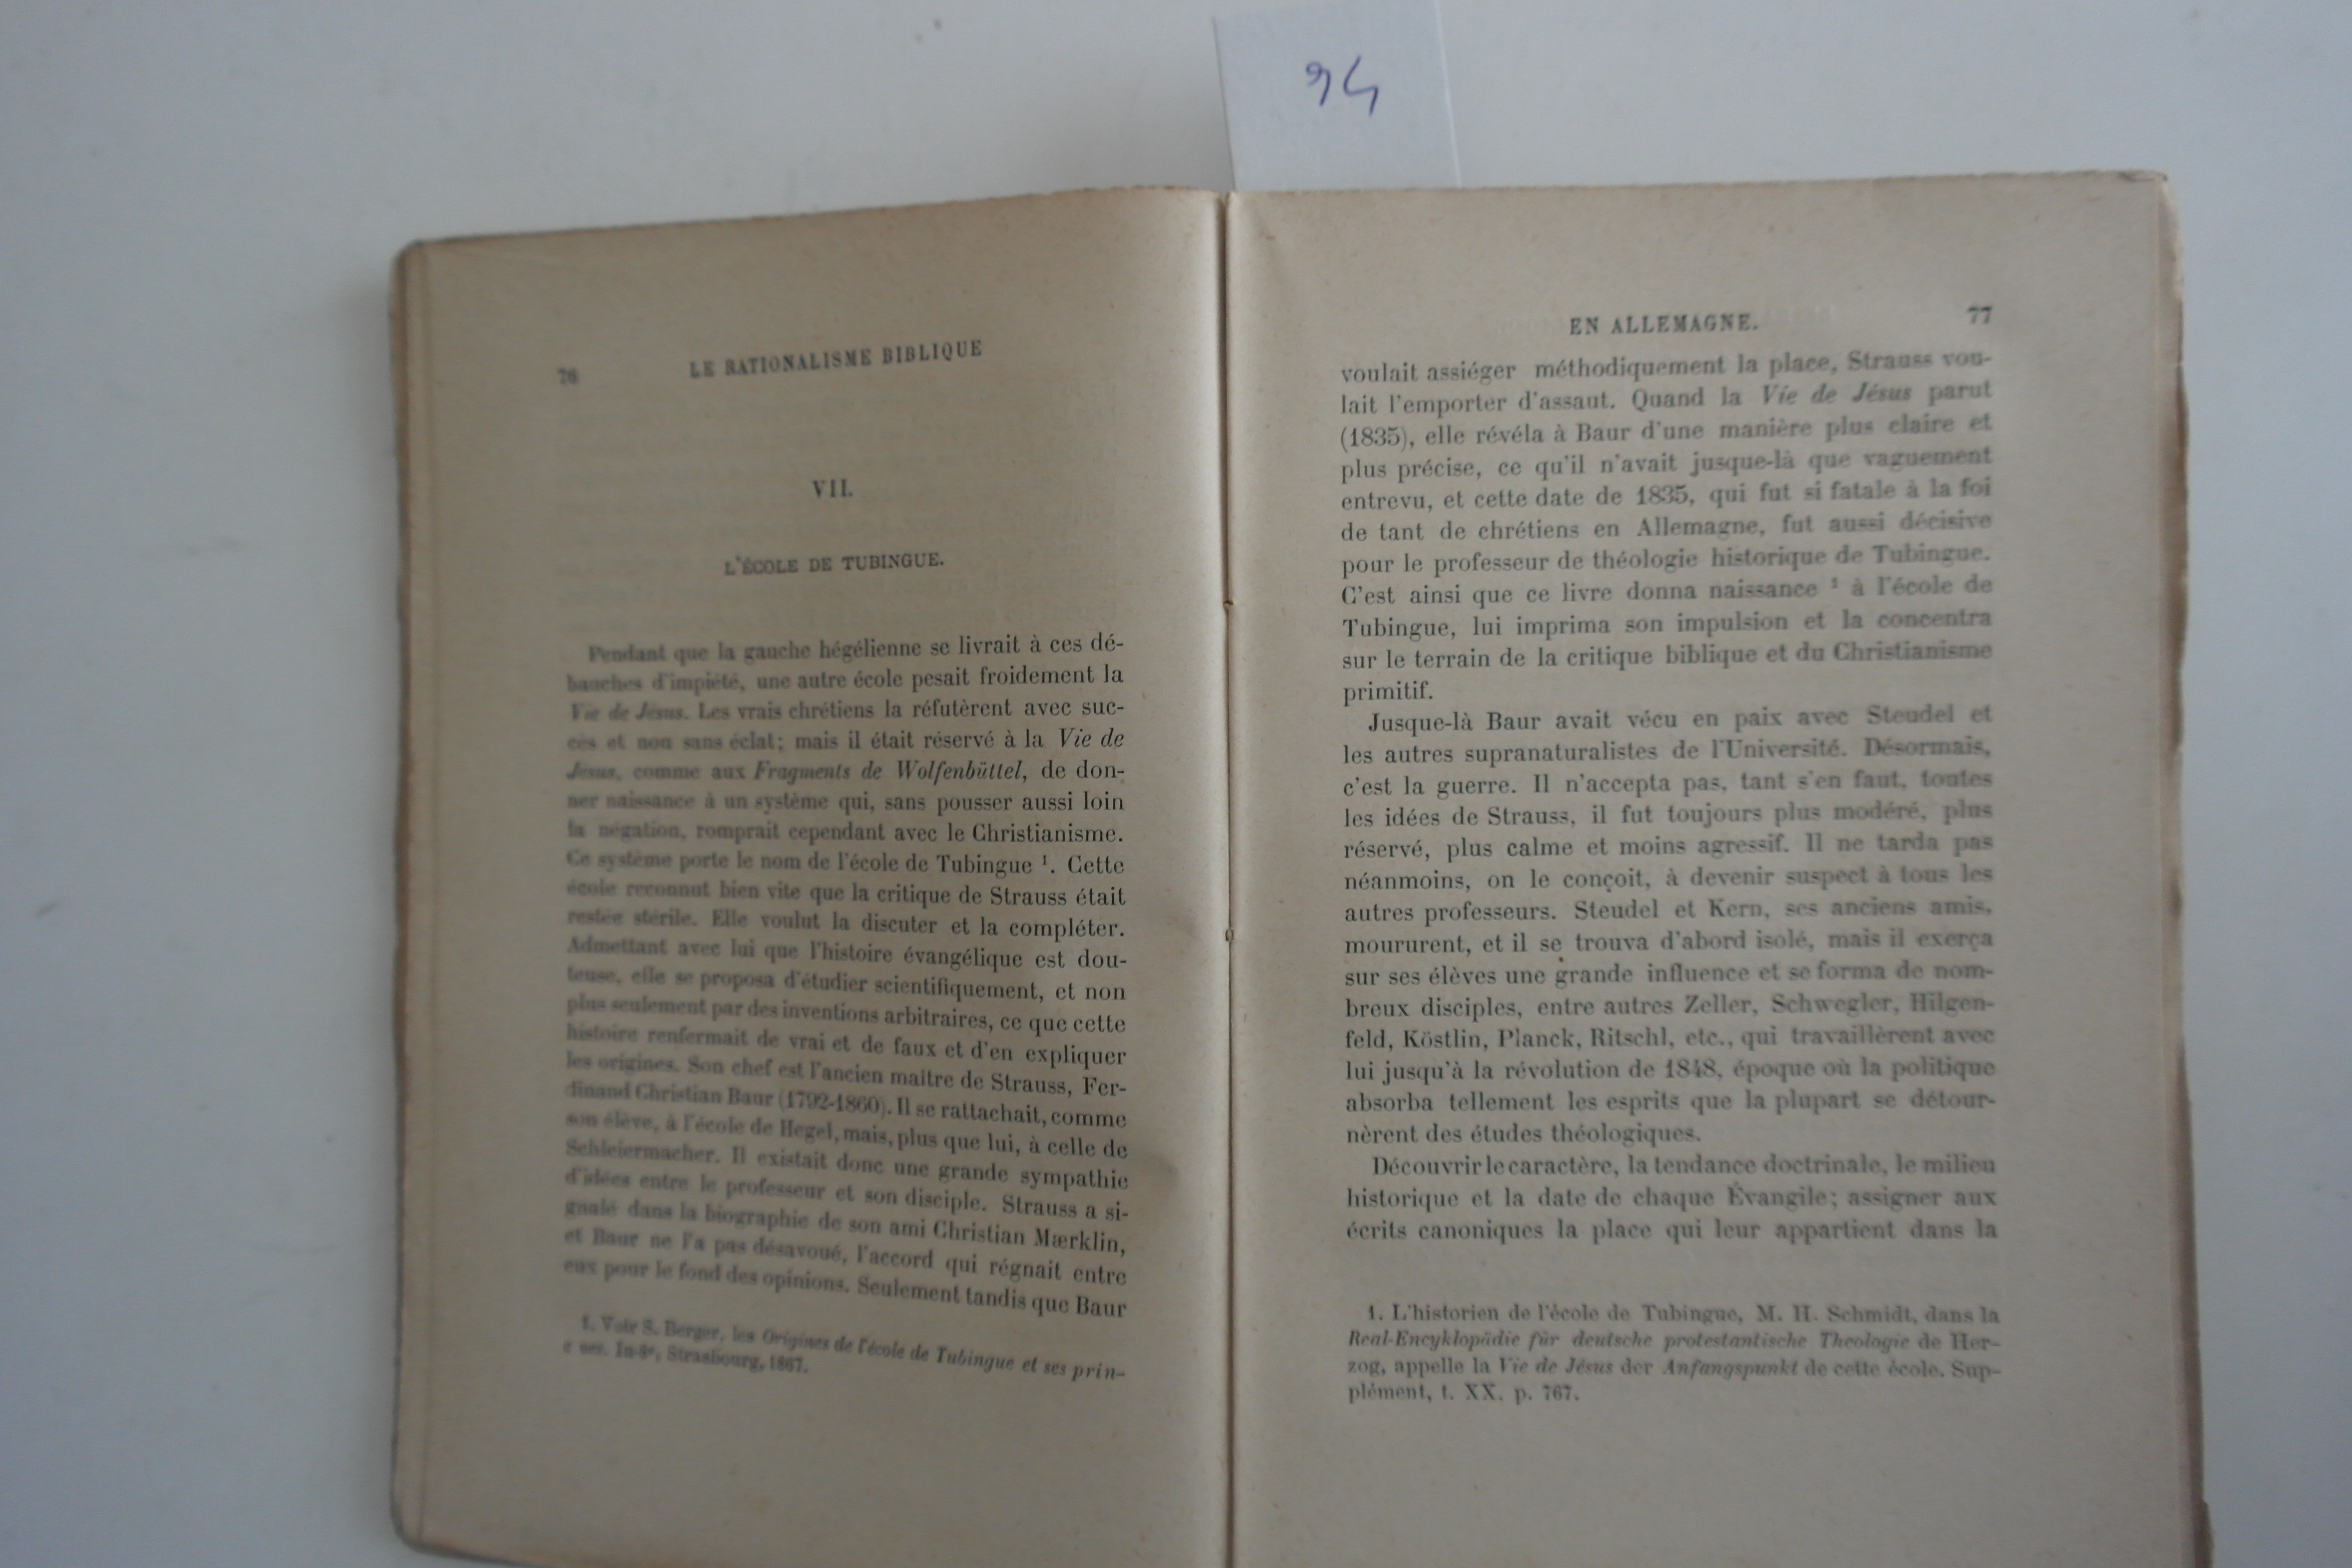 94
76 LE RATIONALISME BIBLIQUE
VII.
L'ÉCOLE DE TUBINGUE.
Pendant que la gauche hégélienne se livrait à ces dé-
bauches d'impiété, une autre école pesait froidement la
Vie de Jésus. Les vrais chrétiens la réfutèrent avec suc-
cès et non sans éclat; mais il était réservé à la Vie de
Jésus, comme aux Fragments de Wolfenbüttel, de don-
ner naissance à un système qui, sans pousser aussi loin
la négation, romprait cependant avec le Christianisme.
Ce système porte le nom de l'école de Tubingue 1. Cette
école reconnut bien vite que la critique de Strauss était
restée stérile. Elle voulut la discuter et la compléter.
Admettant avec lui que l'histoire évangélique est dou-
teuse, elle se proposa d'étudier scientifiquement, et non
plus seulement par des inventions arbitraires, ce que cette
histoire renfermait de vrai et de faux et d'en expliquer
les origines. Son chef est l'ancien maître de Strauss, Fer-
dinand Christian Baur (1792-1860). Il se rattachait, comme
son élève, à l'école de Hegel, mais, plus que lui, à celle de
Schleiermacher. Il existait donc une grande sympathie
d'idées entre le professeur et son disciple. Strauss a si-
gnalé dans la biographie de son ami Christian Mærklin,
et Baur ne l'a pas désavoué, l'accord qui régnait entre
eux pour le fond des opinions. Seulement tandis que Baur
1. Voir S. Berger, les Origines de l'école de Tubingue et ses prin-
In-8°, Strasbourg, 1867.
EN ALLEMAGNE. 77
voulait assiéger méthodiquement la place, Strauss vou-
lait l'emporter d'assaut. Quand la Vie de Jésus parut
(1835), elle révéla à Baur d'une manière plus claire et
plus précise, ce qu'il n'avait jusque-là que vaguement
entrevu, et cette date de 1835, qui fut si fatale à la foi
de tant de chrétiens en Allemagne, fut aussi décisive
pour le professeur de théologie historique de Tubingue.
C'est ainsi que ce livre donna naissance 1 à l'école de
Tubingue, lui imprima son impulsion et la concentra
sur le terrain de la critique biblique et du Christianisme
primitif.
Jusque-là Baur avait vécu en paix avec Steudel et
les autres supranaturalistes de l'Université. Désormais,
c'est la guerre. Il n'accepta pas, tant s'en faut, toutes
les idées de Strauss, il fut toujours plus modéré, plus
réservé, plus calme et moins agressif. Il ne tarda pas
néanmoins, on le conçoit, à devenir suspect à tous les
autres professeurs. Steudel et Kern, ses anciens amis,
moururent, et il se trouva d'abord isolé, mais il exerça
sur ses élèves une grande influence et se forma de nom-
breux disciples, entre autres Zeller, Schwegler, Hilgen-
feld, Köstlin, Planck, Ritschl, etc., qui travaillèrent avec
lui jusqu'à la révolution de 1848, époque où la politique
absorba tellement les esprits que la plupart se détour-
nèrent des études théologiques.
Découvrir le caractère, la tendance doctrinale, le milieu
historique et la date de chaque Évangile; assigner aux
écrits canoniques la place qui leur appartient dans la
1. L'historien de l'école de Tubingue, M. H. Schmidt, dans la
Real-Encyklopädie für deutsche protestantische Theologie de Her-
zog, appelle la Vie de Jésus der Anfangspunkt de cette école. Sup-
plément, t. XX, p. 767.